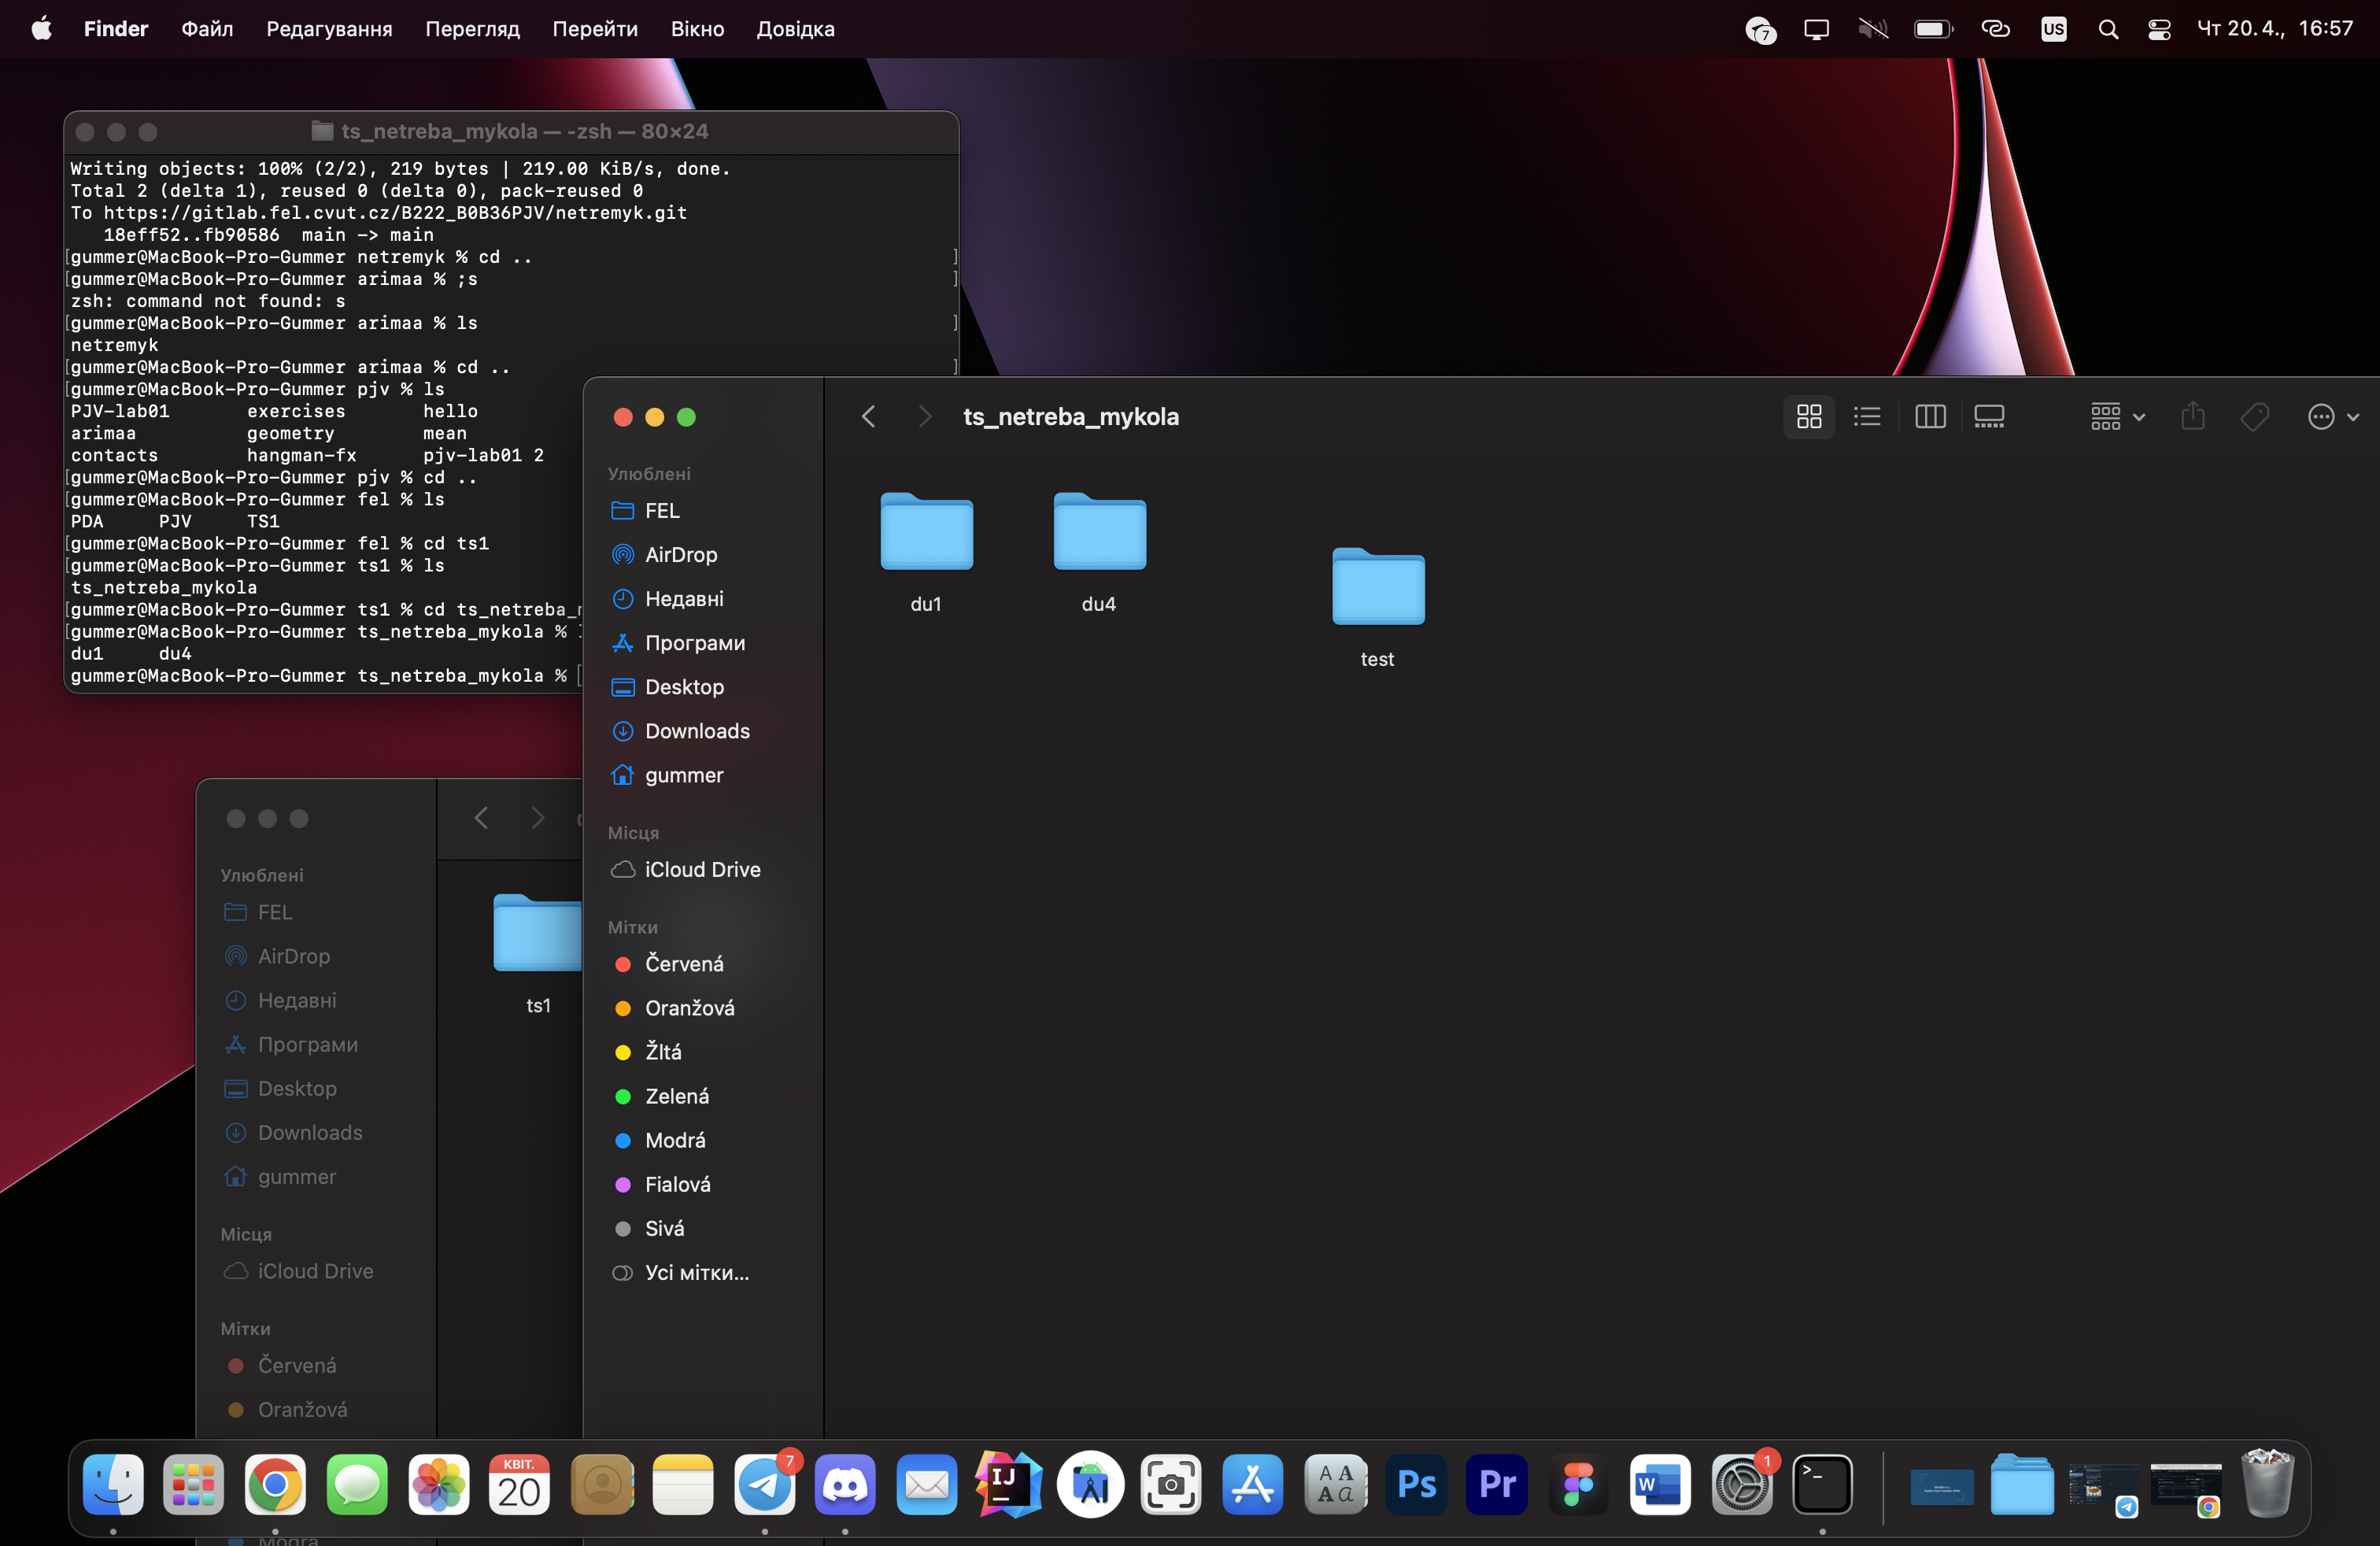 Finder Файл Редагування Перегляд Перейти Вікно Довідка 7 US Чт 20. 4., 16:57
ts_netreba_mykola — -zsh — 80×24
Writing objects: 100% (2/2), 219 bytes | 219.00 KiB/s, done.
Total 2 (delta 1), reused 0 (delta 0), pack-reused 0
To https://gitlab.fel.cvut.cz/B222_B0B36PJV/netremyk.git
18eff52..fb90586 main -> main
[gummer@MacBook-Pro-Gummer netremyk % cd .. ]
[gummer@MacBook-Pro-Gummer arimaa % ;s ]
zsh: command not found: s
[gummer@MacBook-Pro-Gummer arimaa % ls ]
netremyk
[gummer@MacBook-Pro-Gummer arimaa % cd .. ]
[gummer@MacBook-Pro-Gummer pjv % ls
PJV-lab01 exercises hello
arimaa geometry mean
contacts hangman-fx pjv-lab01 2
[gummer@MacBook-Pro-Gummer pjv % cd ..
[gummer@MacBook-Pro-Gummer fel % ls
PDA PJV TS1
[gummer@MacBook-Pro-Gummer fel % cd ts1
[gummer@MacBook-Pro-Gummer ts1 % ls
ts_netreba_mykola
[gummer@MacBook-Pro-Gummer ts1 % cd ts_netreba_
[gummer@MacBook-Pro-Gummer ts_netreba_mykola %
du1 du4
gummer@MacBook-Pro-Gummer ts_netreba_mykola %
ts_netreba_mykola
Улюблені
FEL
AirDrop
Недавні
Програми
Desktop
Downloads
gummer
Місця
iCloud Drive
Мітки
Červená
Oranžová
Žltá
Zelená
Modrá
Fialová
Sivá
Усі мітки...
du1
du4
test
Улюблені
FEL
AirDrop
Недавні
Програми
Desktop
Downloads
gummer
Місця
iCloud Drive
Мітки
Červená
Oranžová
Modrá
ts1
КВІТ.
20
7
IJ
A A
A a
Ps
Pr
W
1
>_